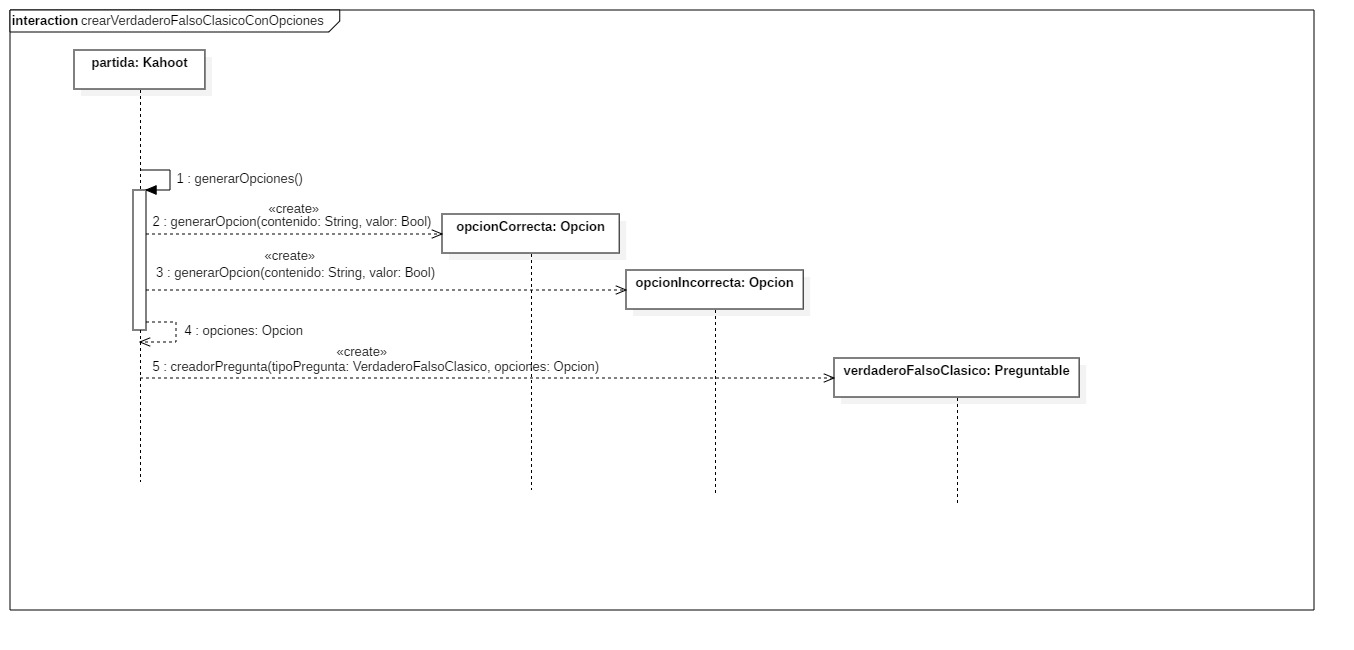 interaction crearVerdaderoFalsoClasicoConOpciones
partida: Kahoot
1 : generarOpciones()
«create»
2 : generarOpcion(contenido: String, valor: Bool)
opcionCorrecta: Opcion
«create»
3 : generarOpcion(contenido: String, valor: Bool)
opcionIncorrecta: Opcion
4 : opciones: Opcion
«create»
5 : creadorPregunta(tipoPregunta: VerdaderoFalsoClasico, opciones: Opcion)
verdaderoFalsoClasico: Preguntable